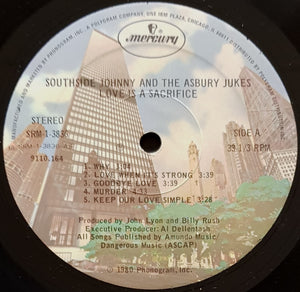 mercury
SOUTHSIDE JOHNNY AND THE ASBURY JUKES
LOVE IS A SACRIFICE
STEREO
SRM-1-3836
9110.164
SIDE A
33 1/3 RPM
1. WHY
2. LOVE WHEN IT'S STRONG 3:39
3. GOODBYE LOVE 3:39
4. MURDER 4:33
5. KEEP OUR LOVE SIMPLE 3:28
Produced by John Lyon and Billy Rush
Executive Producer: Al Dellentash
All Songs Published by Amanda Music/
Dangerous Music (ASCAP)
℗ 1980 Phonogram, Inc.